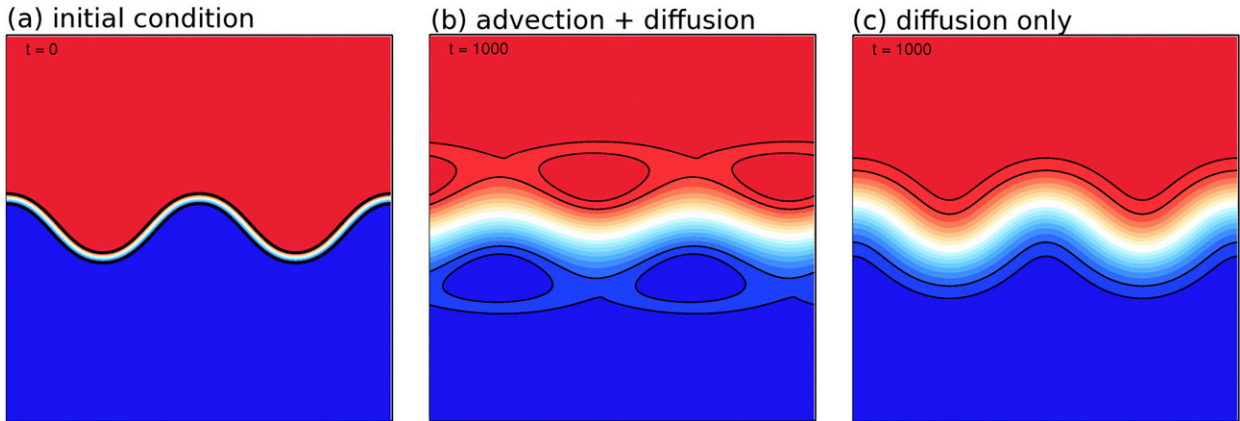 (a) initial condition
t = 0
(b) advection + diffusion
t = 1000
(c) diffusion only
t = 1000